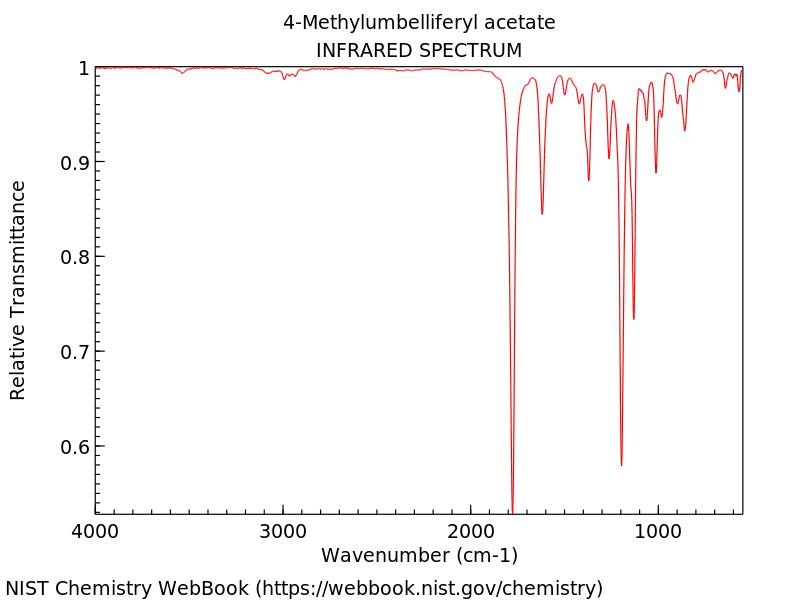 4-Methylumbelliferyl acetate
INFRARED SPECTRUM
1
0.9
0.8
0.7
0.6
Relative Transmittance
4000 3000 2000 1000
Wavenumber (cm-1)
NIST Chemistry WebBook (https://webbook.nist.gov/chemistry)